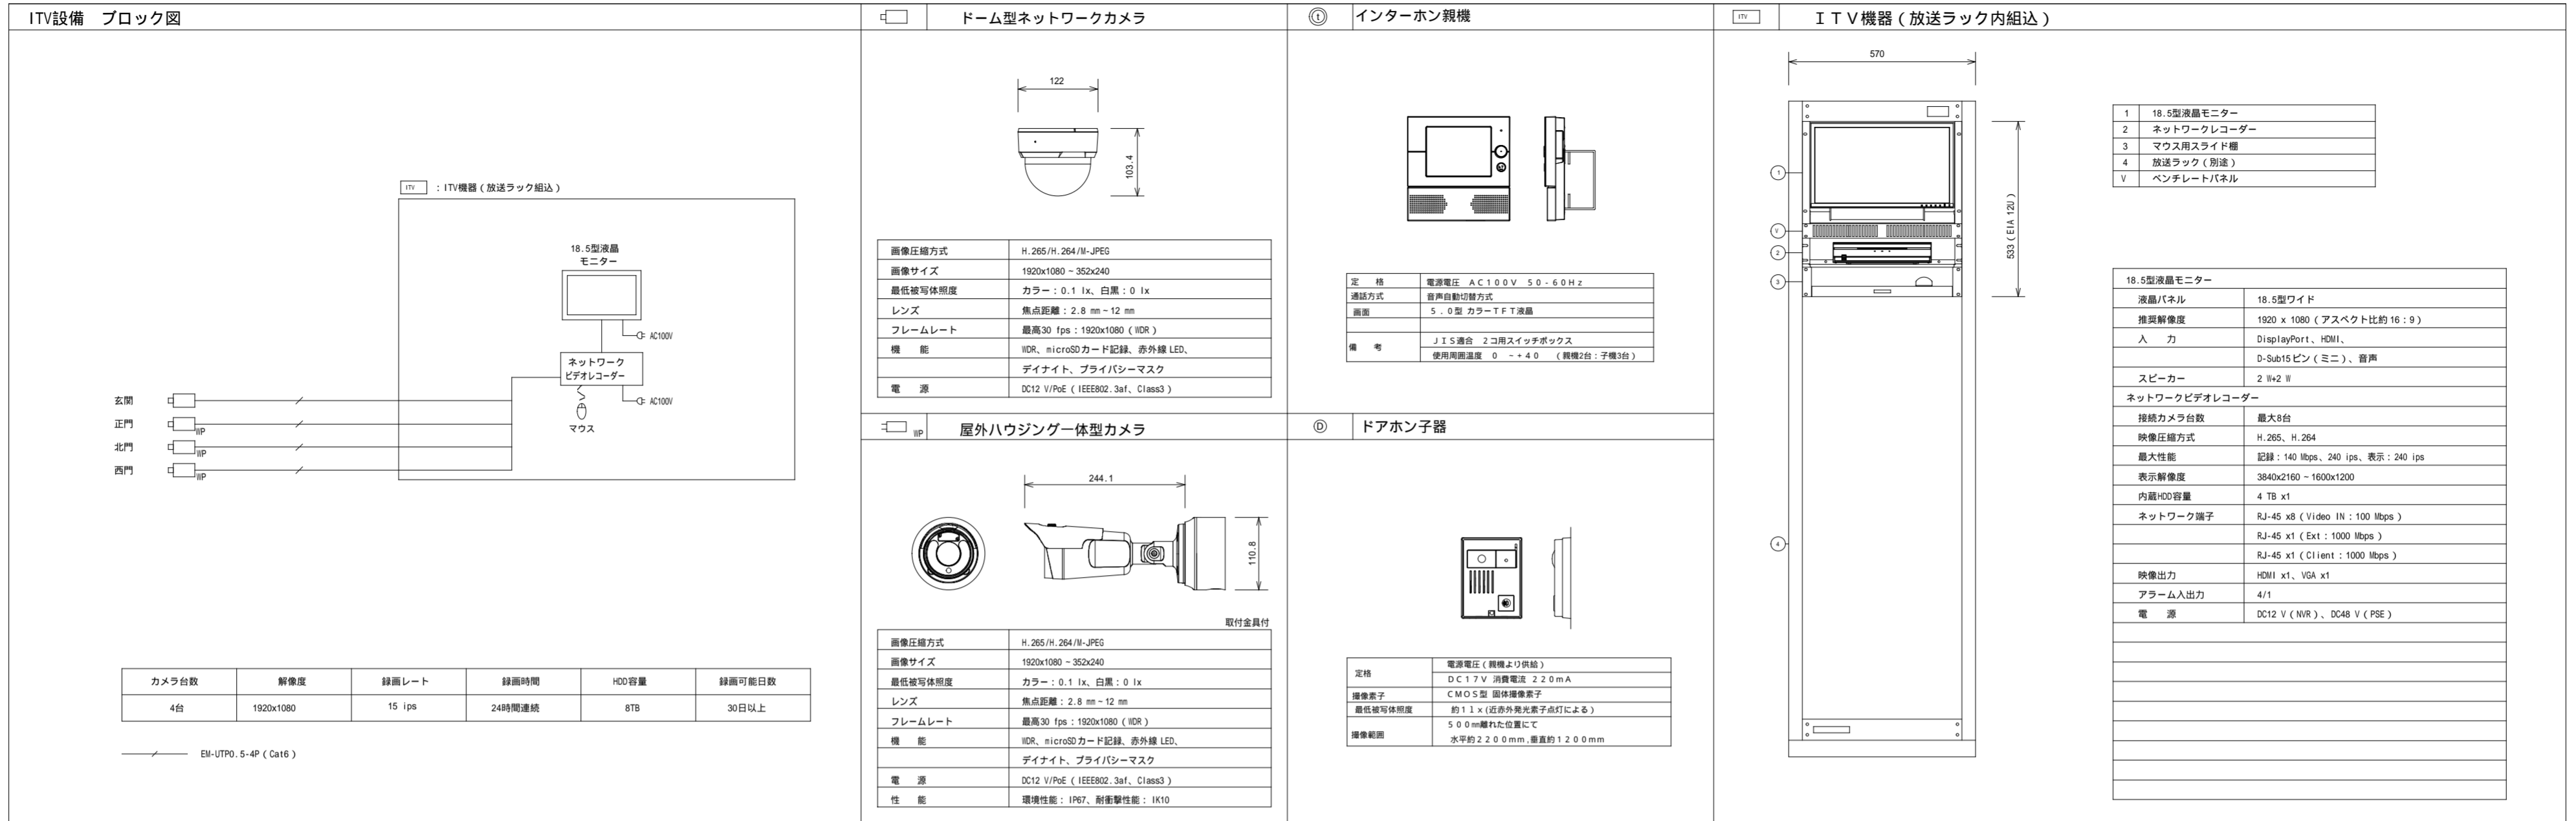 ITV設備　ブロック図
ITV ：ITV機器（放送ラック組込）
18.5型液晶
モニター
AC100V
ネットワーク
ビデオレコーダー
AC100V
マウス
玄関
正門 WP
北門 WP
西門 WP
カメラ台数 解像度 録画レート 録画時間 HDD容量 録画可能日数
4台 1920x1080 15 ips 24時間連続 8TB 30日以上
EM-UTP0.5-4P（Cat6）
ドーム型ネットワークカメラ
122
103.4
画像圧縮方式 H.265/H.264/M-JPEG
画像サイズ 1920x1080 ~ 352x240
最低被写体照度 カラー：0.1 lx、白黒：0 lx
レンズ 焦点距離：2.8 mm ~ 12 mm
フレームレート 最高30 fps：1920x1080（WDR）
機　能 WDR、microSDカード記録、赤外線 LED、
デイナイト、プライバシーマスク
電　源 DC12 V/PoE（IEEE802.3af、Class3）
WP 屋外ハウジング一体型カメラ
244.1
110.8
取付金具付
画像圧縮方式 H.265/H.264/M-JPEG
画像サイズ 1920x1080 ~ 352x240
最低被写体照度 カラー：0.1 lx、白黒：0 lx
レンズ 焦点距離：2.8 mm ~ 12 mm
フレームレート 最高30 fps：1920x1080（WDR）
機　能 WDR、microSDカード記録、赤外線 LED、
デイナイト、プライバシーマスク
電　源 DC12 V/PoE（IEEE802.3af、Class3）
性　能 環境性能：IP67、耐衝撃性能：IK10
t インターホン親機
定　格 電源電圧　AC100V　50-60Hz
通話方式 音声自動切替方式
画面 5．0型 カラーTFT液晶
備　考 JIS適合　2コ用スイッチボックス
使用周囲温度　0　~+40　（親機2台：子機3台）
D ドアホン子器
定格 電源電圧（親機より供給）
DC17V 消費電流 220mA
撮像素子 CMOS型 固体撮像素子
最低被写体照度 約1lx(近赤外発光素子点灯による)
撮像範囲 500mm離れた位置にて
水平約2200mm,垂直約1200mm
ITV ＩＴＶ機器（放送ラック内組込）
570
533（EIA 12U）
1
V
2
3
4
1 18.5型液晶モニター
2 ネットワークレコーダー
3 マウス用スライド棚
4 放送ラック（別途）
V ベンチレートパネル
18.5型液晶モニター
液晶パネル 18.5型ワイド
推奨解像度 1920 x 1080（アスペクト比約16：9）
入　力 DisplayPort、HDMI、
D-Sub15ピン（ミニ）、音声
スピーカー 2 W+2 W
ネットワークビデオレコーダー
接続カメラ台数 最大8台
映像圧縮方式 H.265、H.264
最大性能 記録：140 Mbps、240 ips、表示：240 ips
表示解像度 3840x2160 ~ 1600x1200
内蔵HDD容量 4 TB x1
ネットワーク端子 RJ-45 x8（Video IN：100 Mbps）
RJ-45 x1（Ext：1000 Mbps）
RJ-45 x1（Client：1000 Mbps）
映像出力 HDMI x1、VGA x1
アラーム入出力 4/1
電　源 DC12 V（NVR）、DC48 V（PSE）